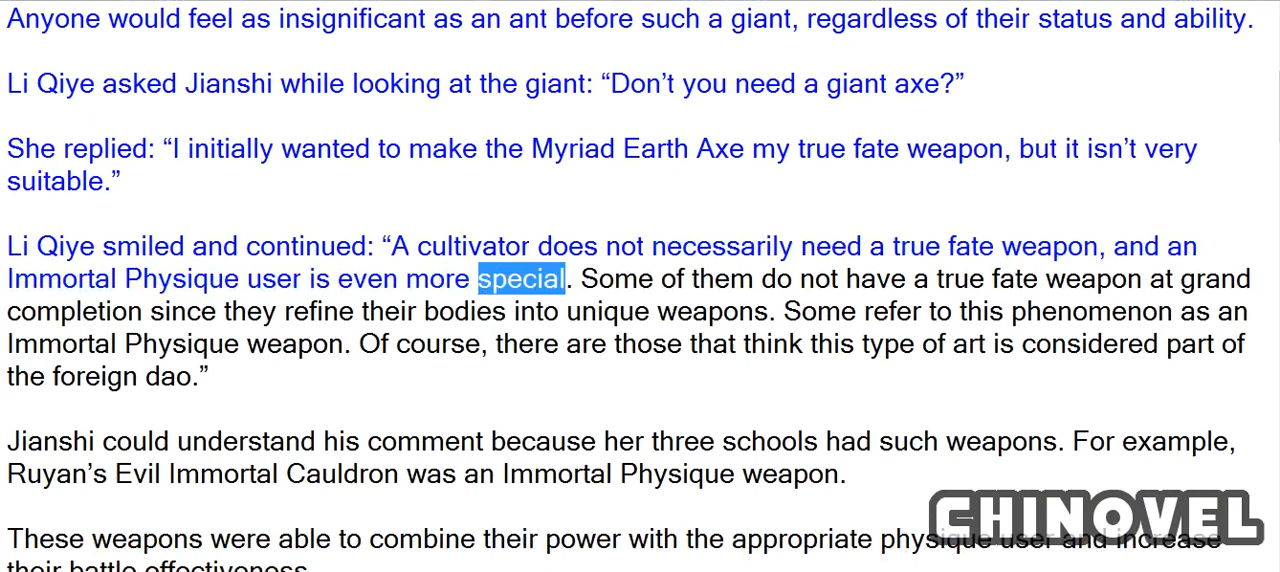 Anyone would feel as insignificant as an ant before such a giant, regardless of their status and ability.
Li Qiye asked Jianshi while looking at the giant: “Don’t you need a giant axe?”
She replied: “I initially wanted to make the Myriad Earth Axe my true fate weapon, but it isn’t very
suitable.”
Li Qiye smiled and continued: “A cultivator does not necessarily need a true fate weapon, and an
Immortal Physique user is even more special. Some of them do not have a true fate weapon at grand
completion since they refine their bodies into unique weapons. Some refer to this phenomenon as an
Immortal Physique weapon. Of course, there are those that think this type of art is considered part of
the foreign dao.”
Jianshi could understand his comment because her three schools had such weapons. For example,
Ruyan’s Evil Immortal Cauldron was an Immortal Physique weapon.
CHINOVEL
These weapons were able to combine their power with the appropriate physique user and increase
their battle effectiveness.